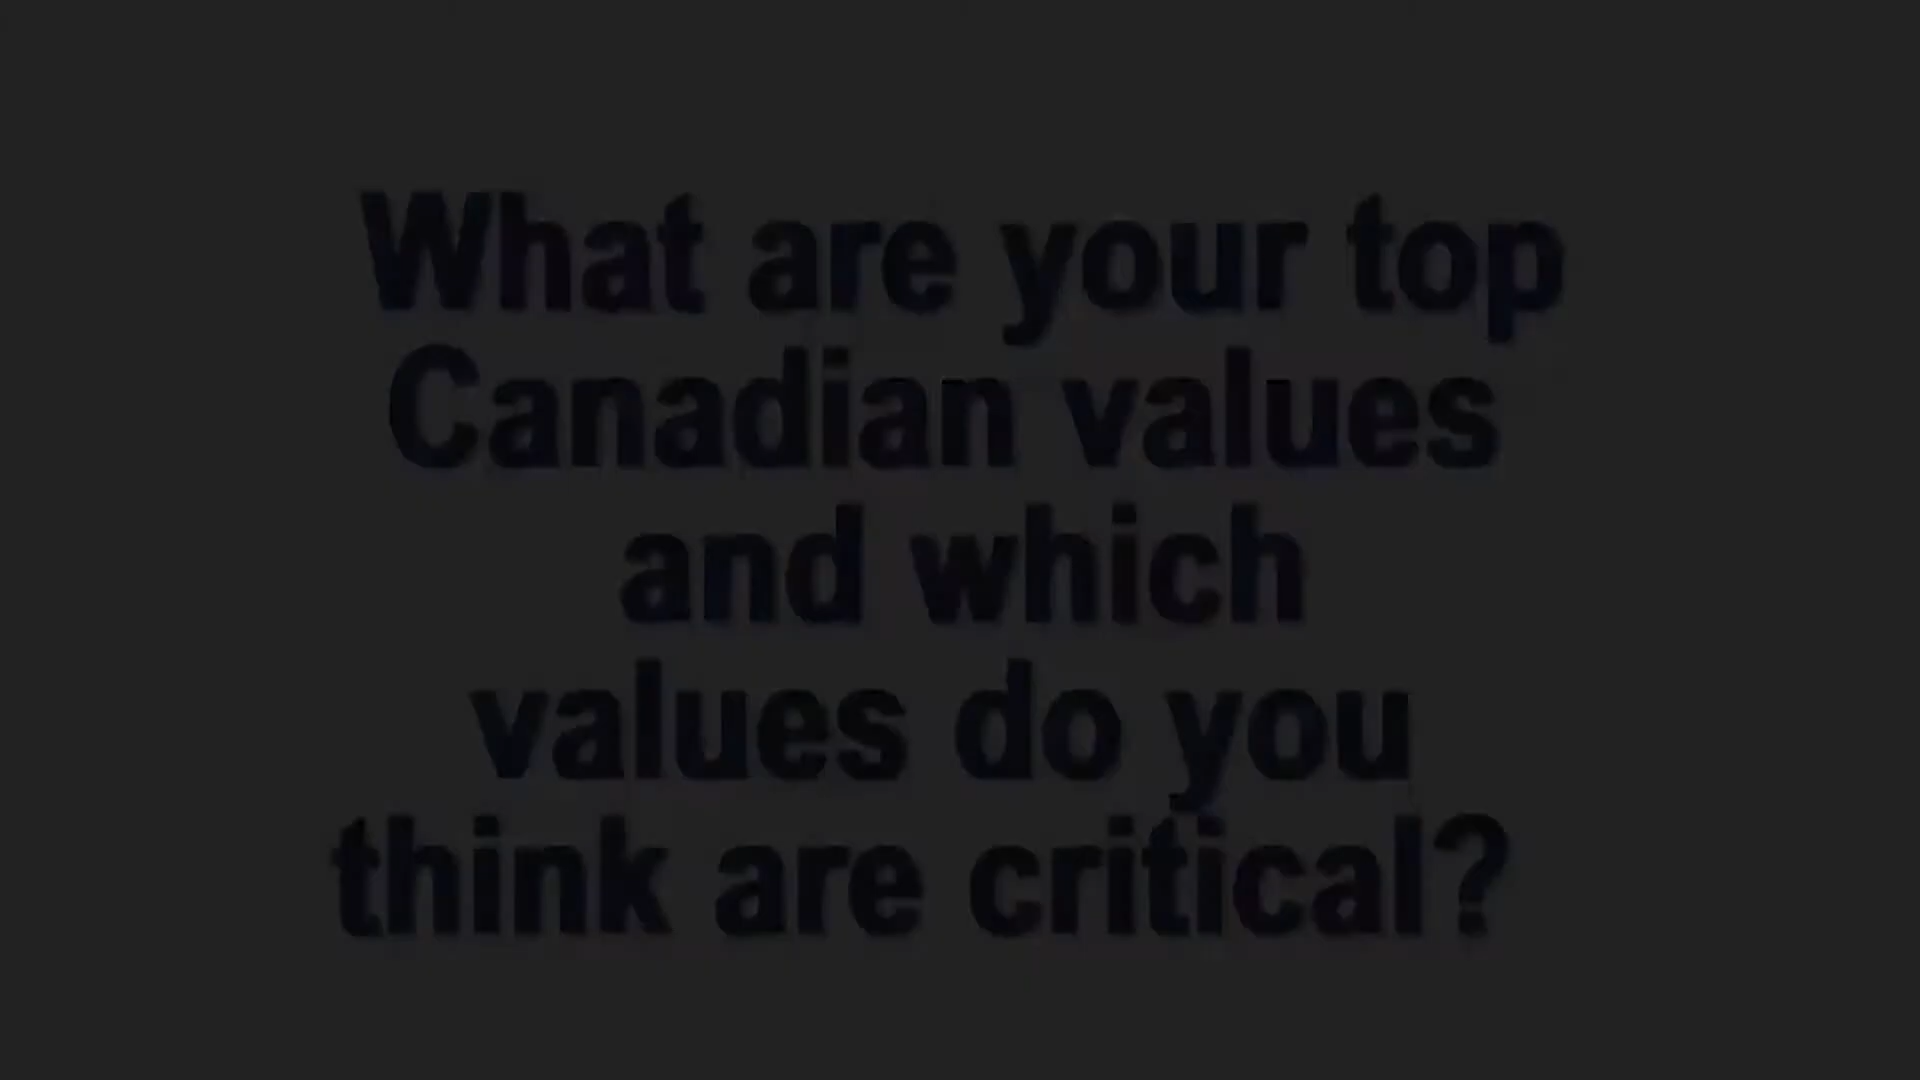 What are your top
Canadian values
and which
values do you
think are critical?